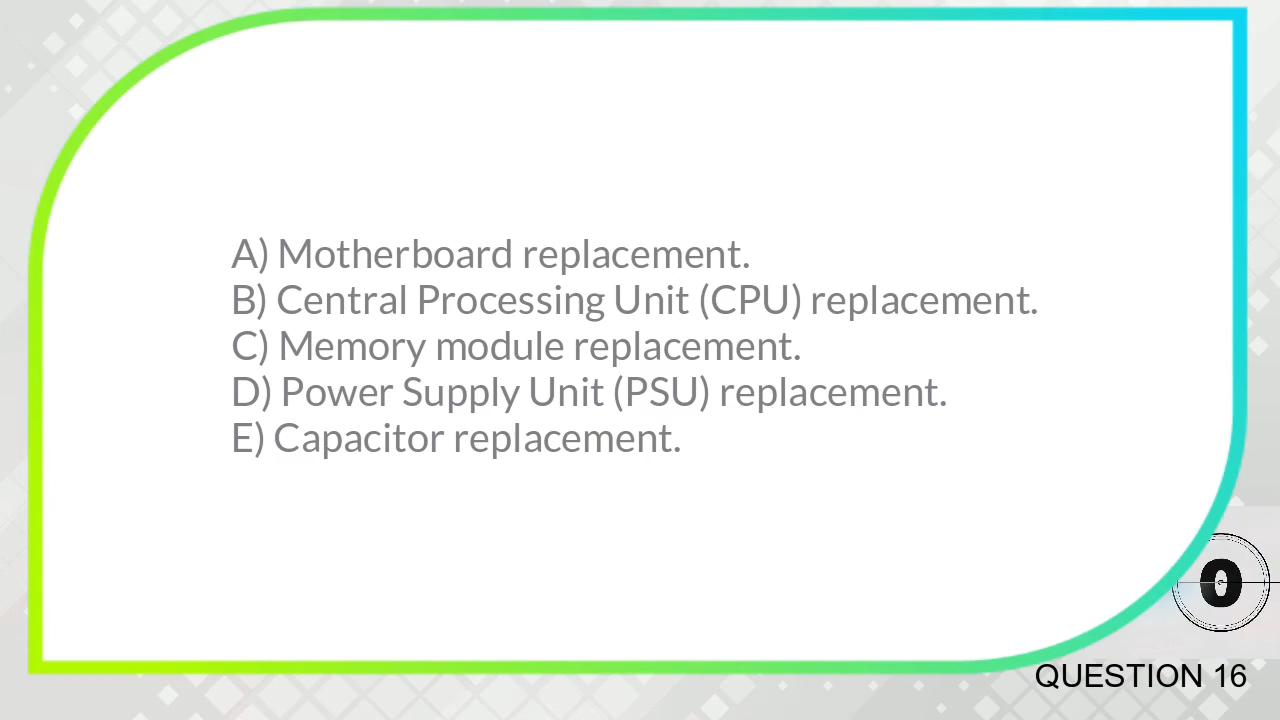 A) Motherboard replacement.
B) Central Processing Unit (CPU) replacement.
C) Memory module replacement.
D) Power Supply Unit (PSU) replacement.
E) Capacitor replacement.
0
QUESTION 16